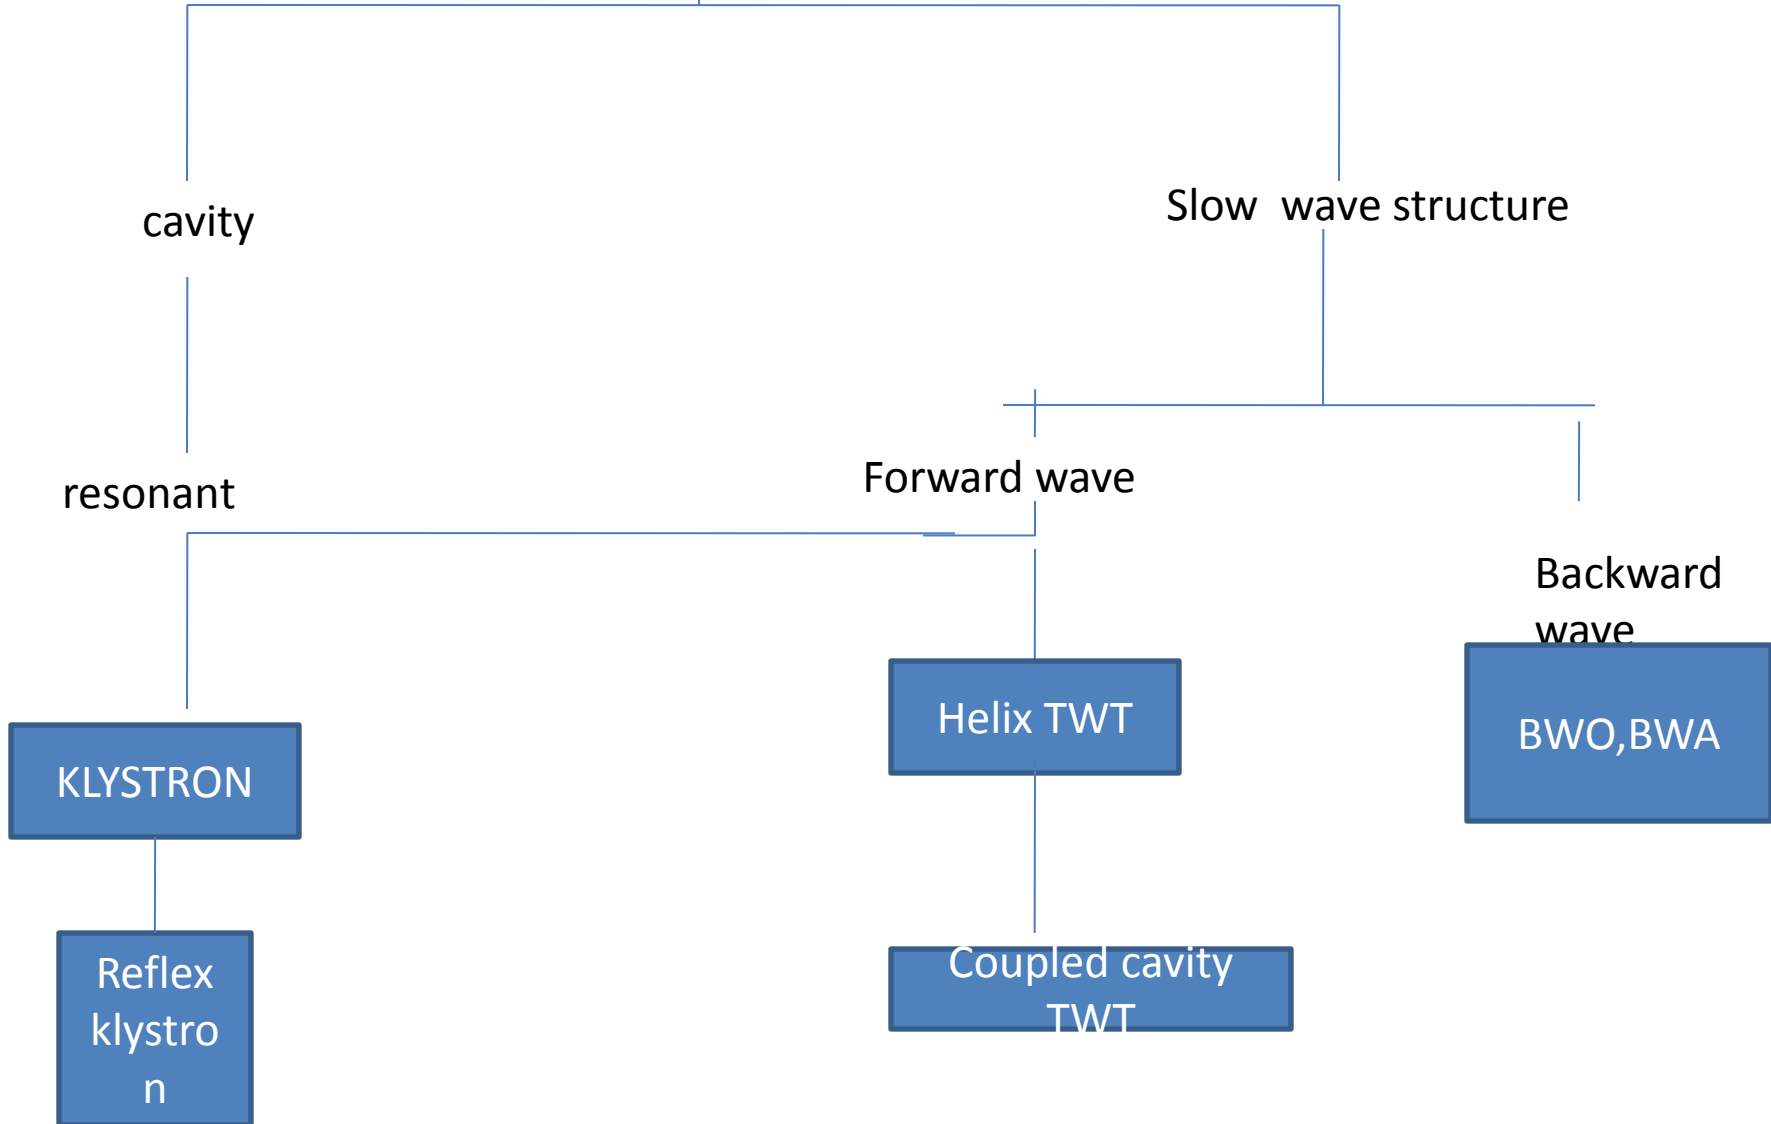 cavity
Slow  wave structure
resonant
Forward wave
Backward
wave
KLYSTRON
Helix TWT
BWO,BWA
Reflex
klystro
n
Coupled cavity
TWT